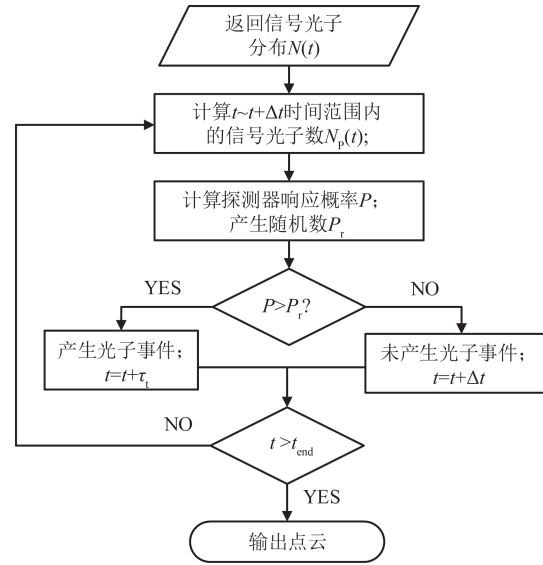 返回信号光子
分布N(t)
计算t~t+Δt时间范围内
的信号光子数N_P(t);
计算探测器响应概率P；
产生随机数P_r
YES
P>P_r?
NO
产生光子事件；
t=t+τ_t
未产生光子事件；
t=t+Δt
NO
t>t_end
YES
输出点云